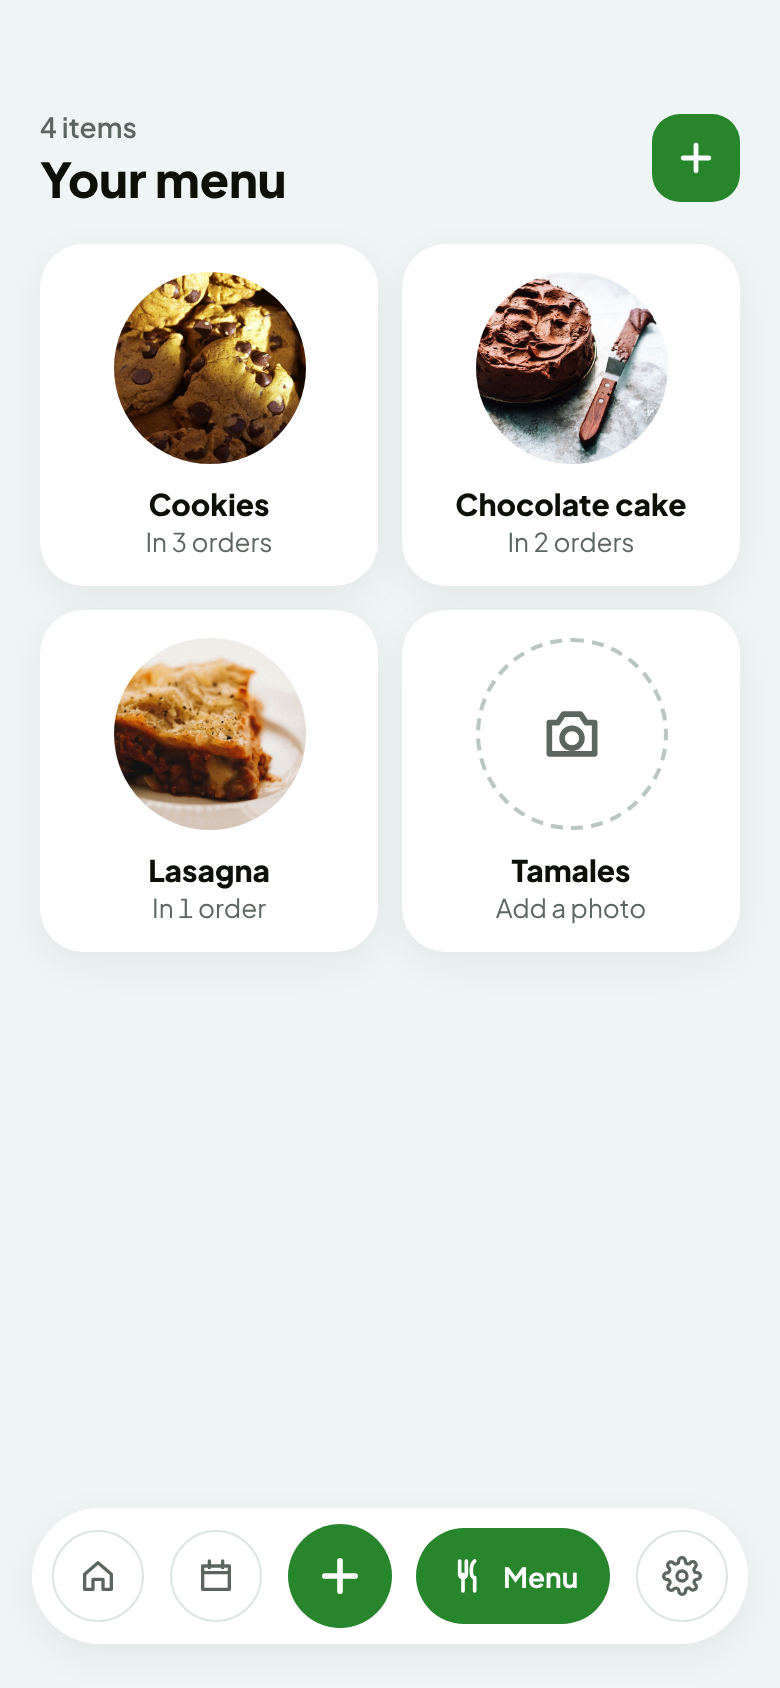 4 items
Your menu
Cookies
In 3 orders
Chocolate cake
In 2 orders
Lasagna
In 1 order
Tamales
Add a photo
Menu